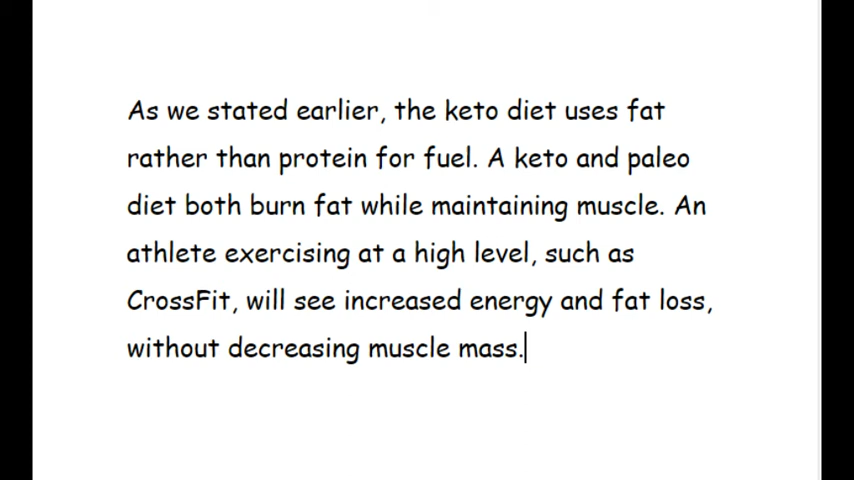 As we stated earlier, the keto diet uses fat
rather than protein for fuel. A keto and paleo
diet both burn fat while maintaining muscle. An
athlete exercising at a high level, such as
CrossFit, will see increased energy and fat loss,
without decreasing muscle mass.